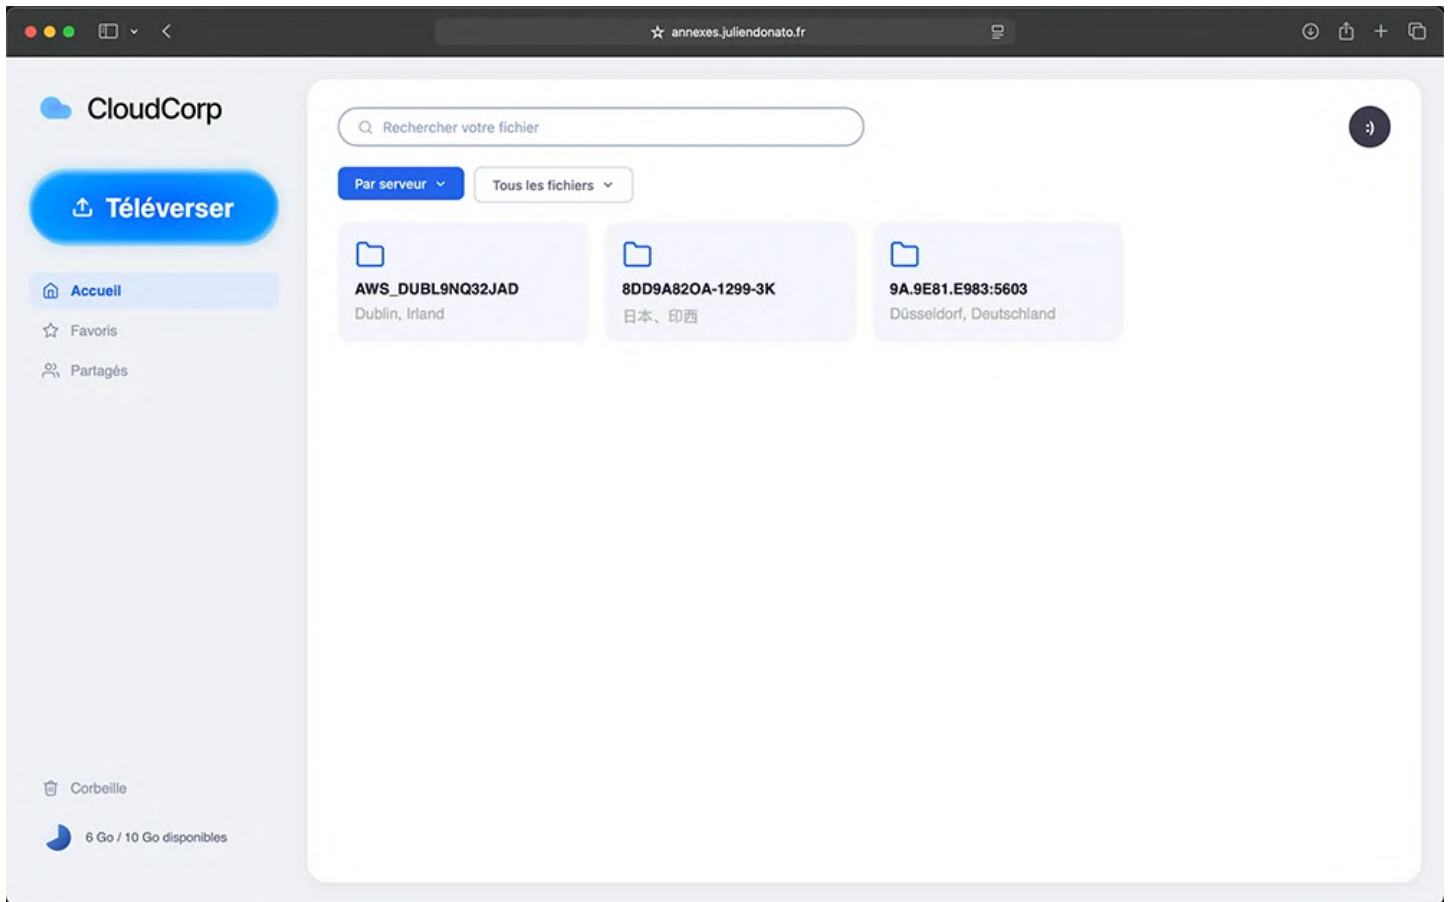 annexes.juliendonato.fr
CloudCorp
Téléverser
Accueil
Favoris
Partagés
Corbeille
6 Go / 10 Go disponibles
Rechercher votre fichier
:)
Par serveur
Tous les fichiers
AWS_DUBL9NQ32JAD
Dublin, Irland
8DD9A82OA-1299-3K
日本、印西
9A.9E81.E983:5603
Düsseldorf, Deutschland